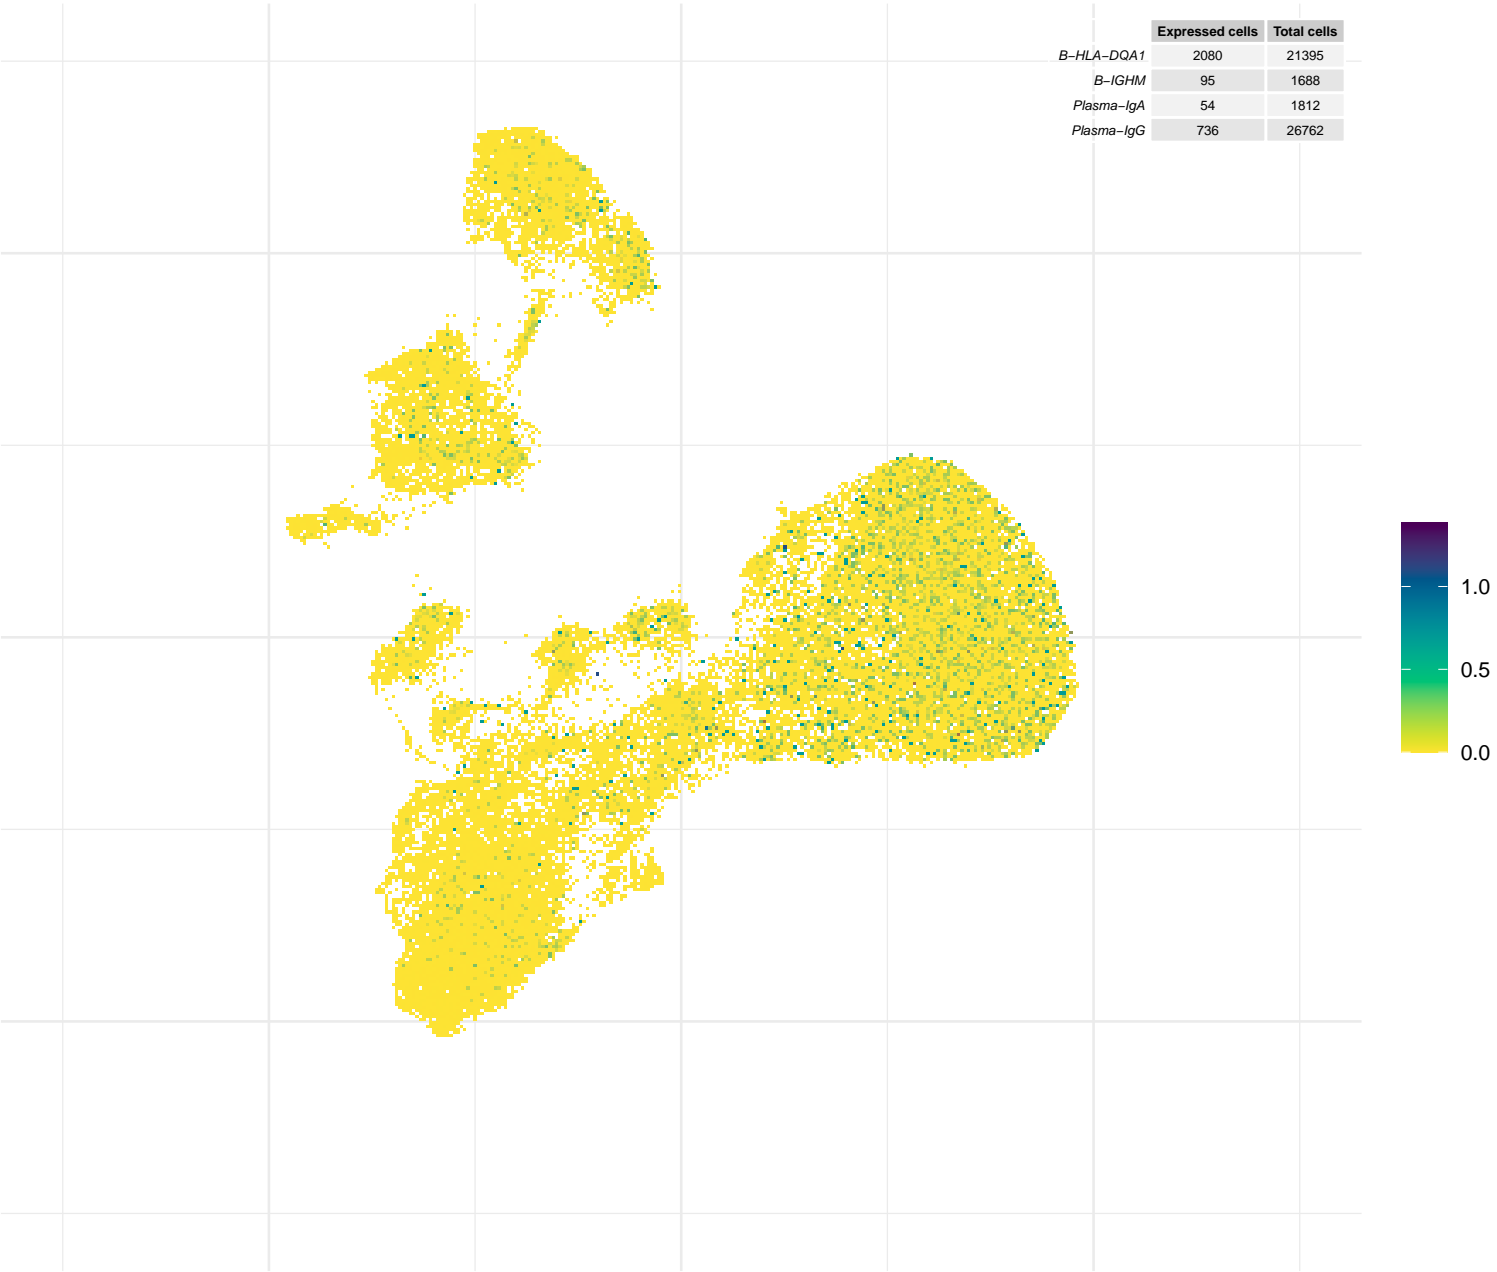 Expressed cells Total cells
B−HLA−DQA1 2080 21395
B−IGHM 95 1688
Plasma−IgA 54 1812
Plasma−IgG 736 26762
1.0
0.5
0.0